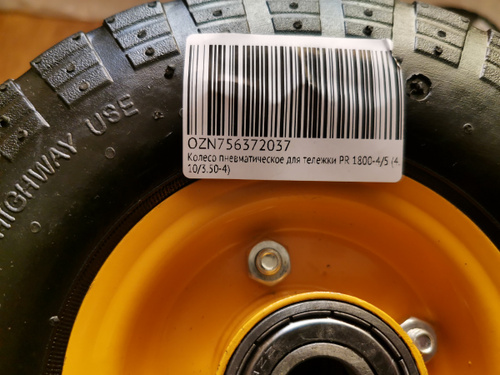 HIGHWAY USE
OZN756372037
Колесо пневматическое для тележки PR 1800-4/5 (4.
10/3.50-4)